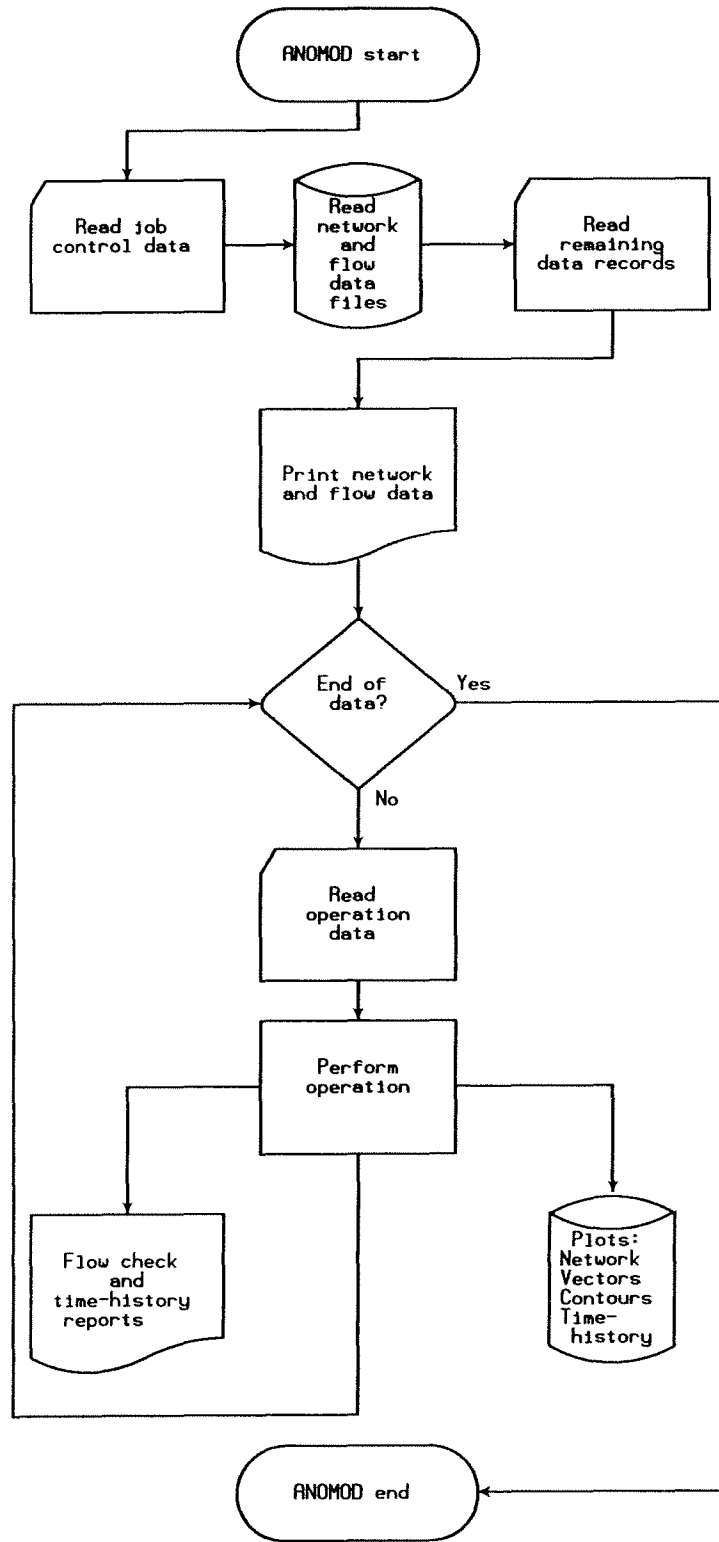 ANOMOD start
Read job
control data
Read
network
and
flow
data
files
Read
remaining
data records
Print network
and flow data
End of
data?
Yes
No
Read
operation
data
Perform
operation
Flow check
and
time-history
reports
Plots:
Network
Vectors
Contours
Time-
history
ANOMOD end